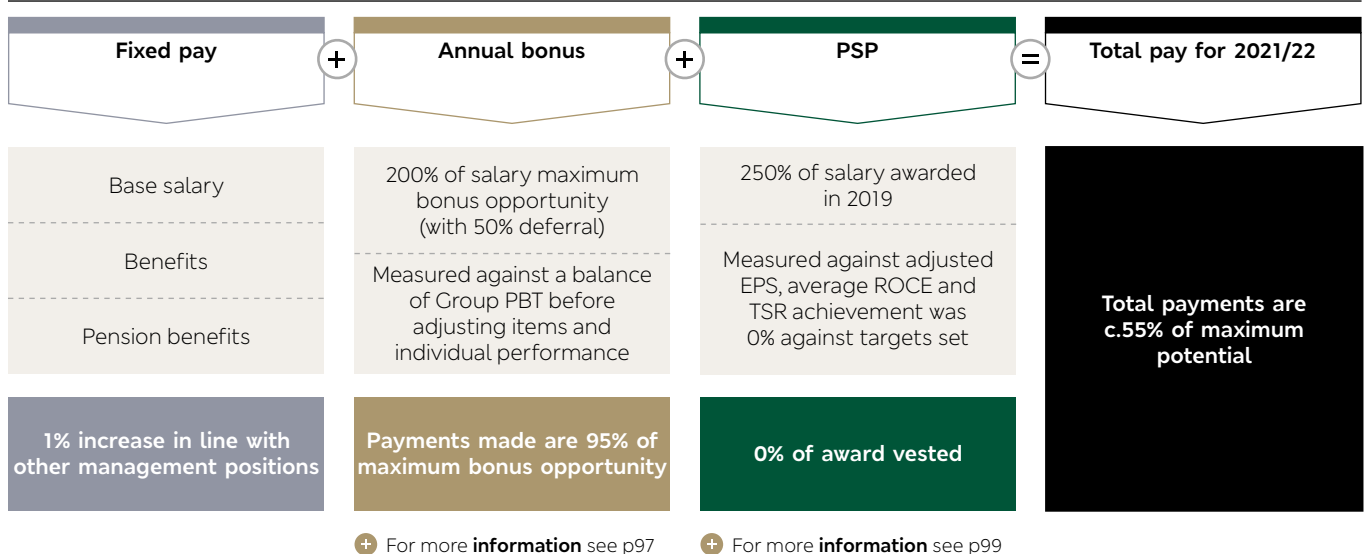 Fixed pay
+
Annual bonus
+
PSP
=
Total pay for 2021/22
Base salary
Benefits
Pension benefits
1% increase in line with
other management positions
200% of salary maximum
bonus opportunity
(with 50% deferral)
Measured against a balance
of Group PBT before
adjusting items and
individual performance
Payments made are 95% of
maximum bonus opportunity
+ For more information see p97
250% of salary awarded
in 2019
Measured against adjusted
EPS, average ROCE and
TSR achievement was
0% against targets set
0% of award vested
+ For more information see p99
Total payments are
c.55% of maximum
potential